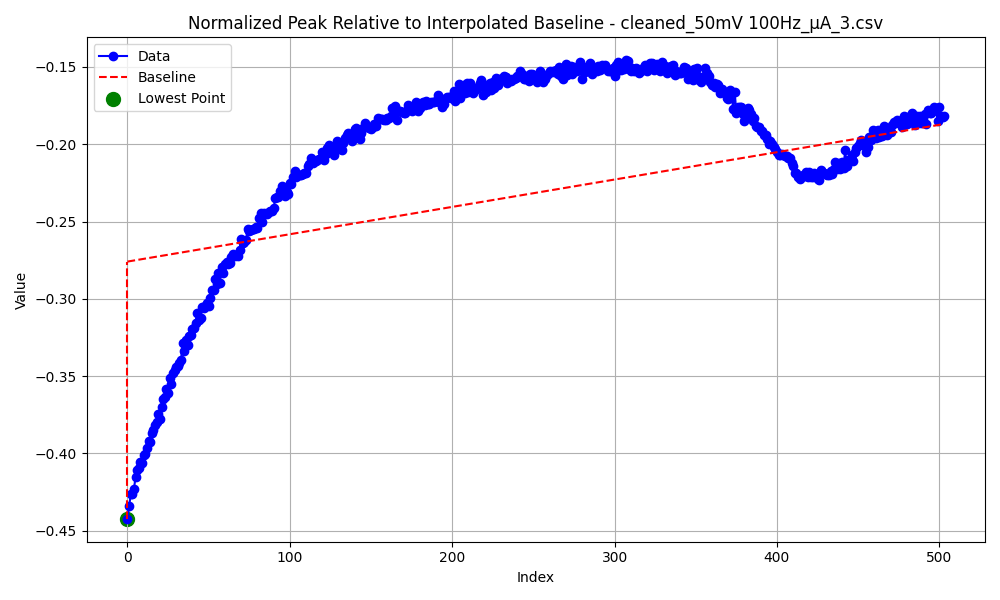 Normalized Peak Relative to Interpolated Baseline - cleaned_50mV 100Hz_μA_3.csv
Data
Baseline
Lowest Point
−0.15
−0.20
−0.25
−0.30
−0.35
−0.40
−0.45
Value
0 100 200 300 400 500
Index